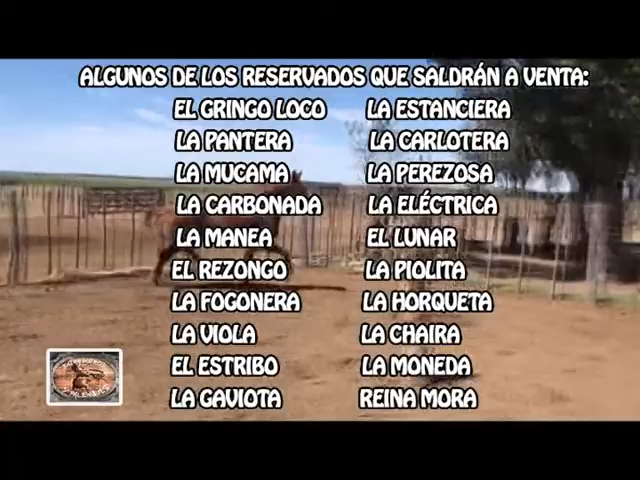 ALGUNOS DE LOS RESERVADOS QUE SALDRÁN A VENTA:
EL GRINGO LOCO
LA PANTERA
LA MUCAMA
LA CARBONADA
LA MANEA
EL REZONGO
LA FOGONERA
LA VIOLA
EL ESTRIBO
LA GAVIOTA
LA ESTANCIERA
LA CARLOTERA
LA PEREZOSA
LA ELÉCTRICA
EL LUNAR
LA PIOLITA
LA HORQUETA
LA CHAIRA
LA MONEDA
REINA MORA